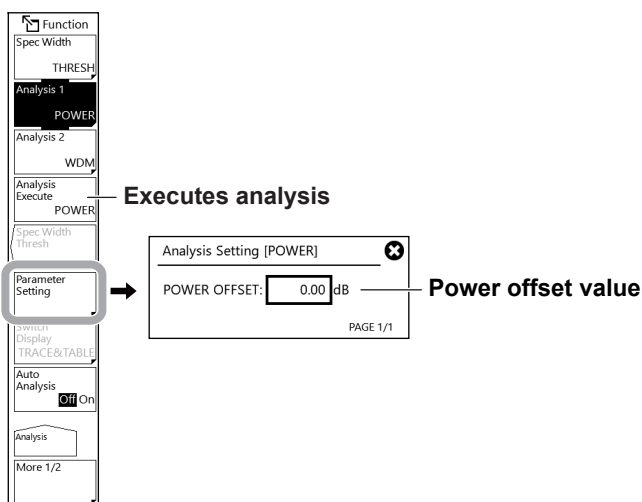 Function
Spec Width
THRESH
Analysis 1
POWER
Analysis 2
WDM
Analysis
Execute
POWER
Executes analysis
Spec Width
Thresh
Parameter
Setting
Analysis Setting [POWER]
POWER OFFSET: 0.00 dB
Power offset value
PAGE 1/1
Switch
Display
TRACE&TABLE
Auto
Analysis
Off On
Analysis
More 1/2